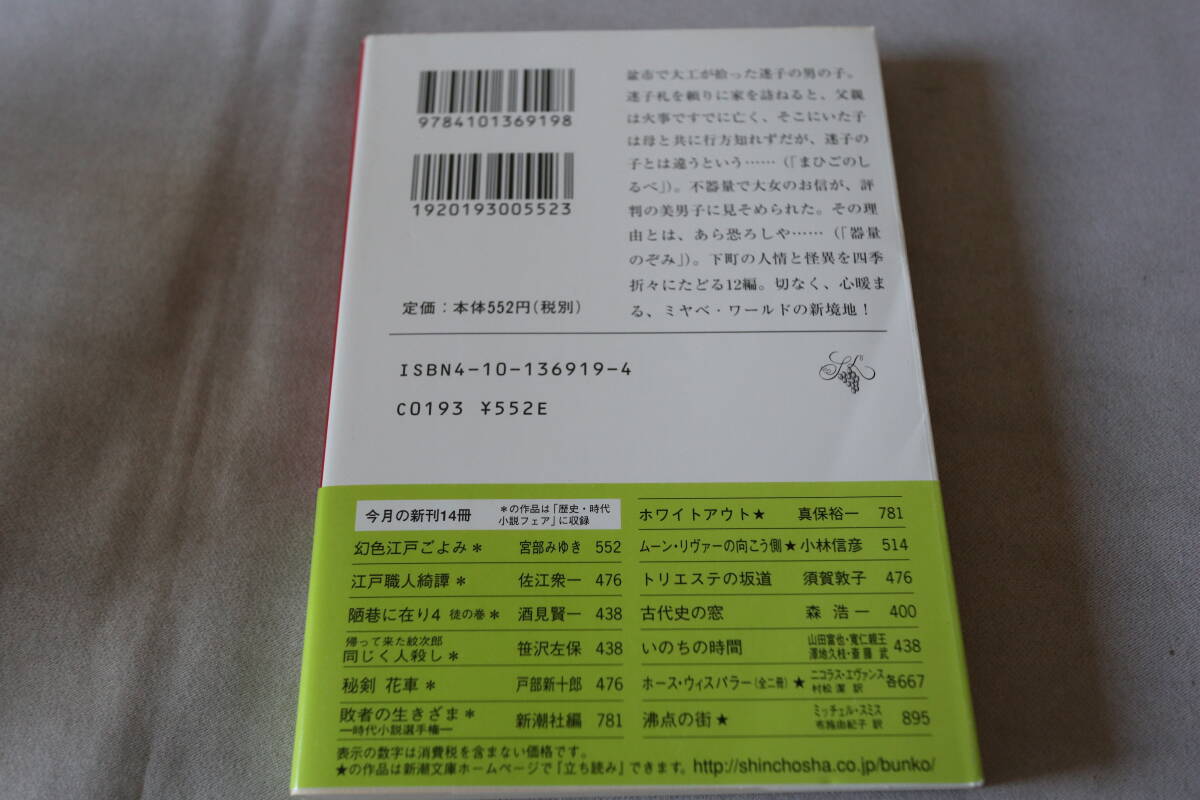 9784101369198
1920193005523
定価：本体552円(税別)
盆市で大工が拾った迷子の男の子。
迷子札を頼りに家を訪ねると、父親
は火事ですでに亡く、そこにいた子
は母と共に行方知れずだが、迷子の
子とは違うという……(「まひごのし
るべ」)。不器量で大女のお信が、評
判の美男子に見そめられた。その理
由とは、あら恐ろしや……(「器量
のぞみ」)。下町の人情と怪異を四季
折々にたどる12編。切なく、心暖ま
る、ミヤベ・ワールドの新境地！
ISBN4-10-136919-4
C0193 ¥552E
今月の新刊14冊
＊の作品は「歴史・時代
小説フェア」に収録
幻色江戸ごよみ＊ 宮部みゆき 552
江戸職人綺譚＊ 佐江衆一 476
陋巷に在り4 徒の巻＊ 酒見賢一 438
帰って来た紋次郎
同じく人殺し＊ 笹沢左保 438
秘剣 花車＊ 戸部新十郎 476
敗者の生きざま＊ 新潮社編 781
―時代小説選手権―
ホワイトアウト★ 真保裕一 781
ムーン・リヴァーの向こう側★ 小林信彦 514
トリエステの坂道 須賀敦子 476
古代史の窓 森 浩一 400
いのちの時間 山田富也・寛仁親王
澤地久枝・斎藤 武 438
ホース・ウィスパラー(全二冊)★ ニコラス・エヴァンス
村松 潔 訳 各667
沸点の街★ ミッチェル・スミス
布施由紀子 訳 895
表示の数字は消費税を含まない価格です。
★の作品は新潮文庫ホームページで「立ち読み」できます。http://shinchosha.co.jp/bunko/